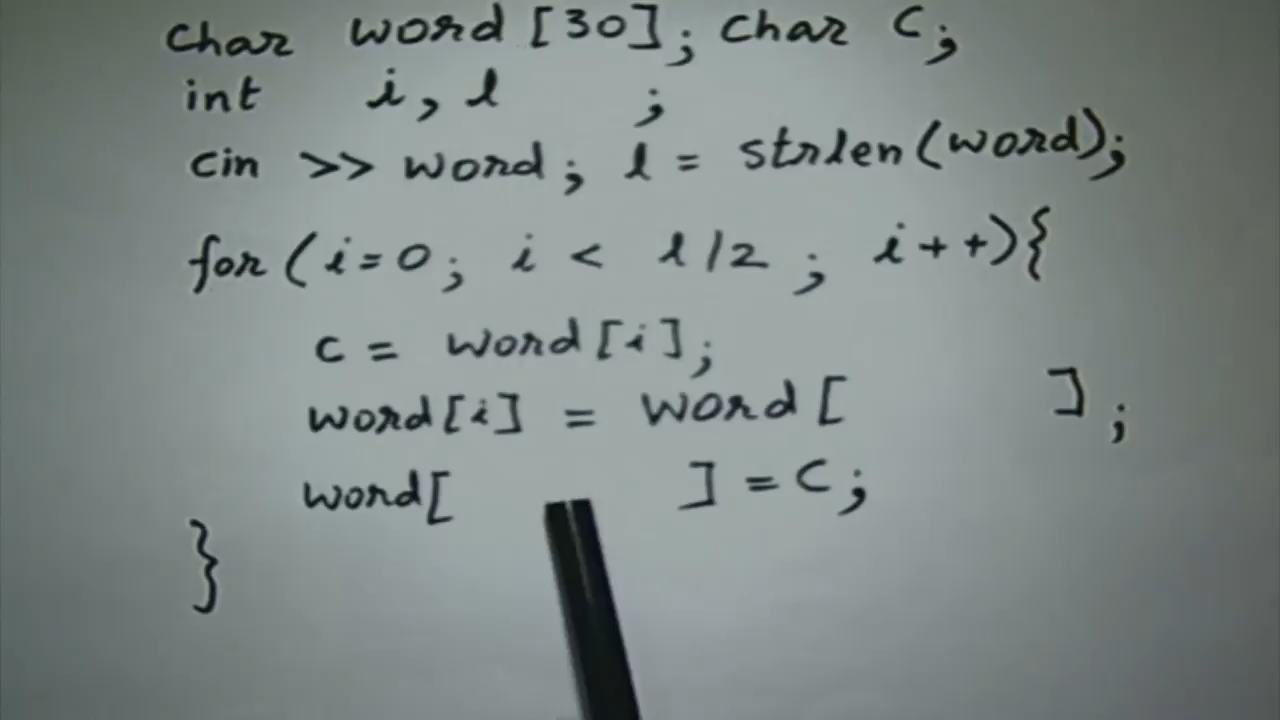 char word [30]; char c;
int i, l ;
cin >> word; l = strlen(word);
for (i=0; i < l/2 ; i++){
c = word[i];
word[i] = word[ ];
word[ ] = c;
}